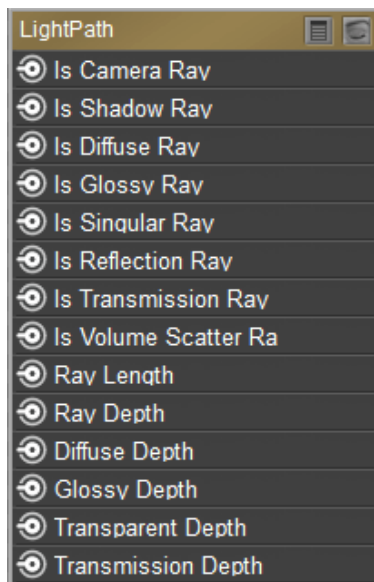 LightPath
Is Camera Ray
Is Shadow Ray
Is Diffuse Ray
Is Glossy Ray
Is Singular Ray
Is Reflection Ray
Is Transmission Ray
Is Volume Scatter Ra
Ray Length
Ray Depth
Diffuse Depth
Glossy Depth
Transparent Depth
Transmission Depth